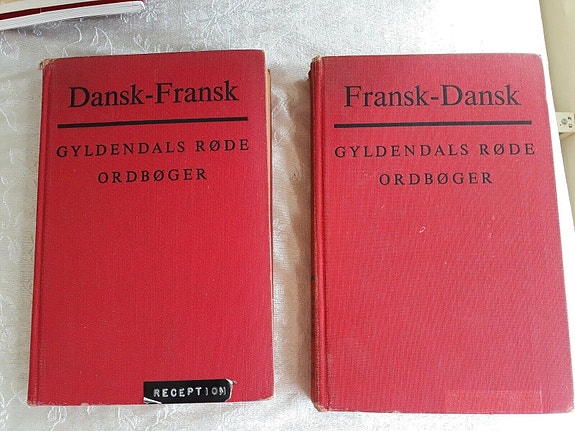 Dansk-Fransk
GYLDENDALS RØDE
ORDBØGER
RECEPTION
Fransk-Dansk
GYLDENDALS RØDE
ORDBØGER